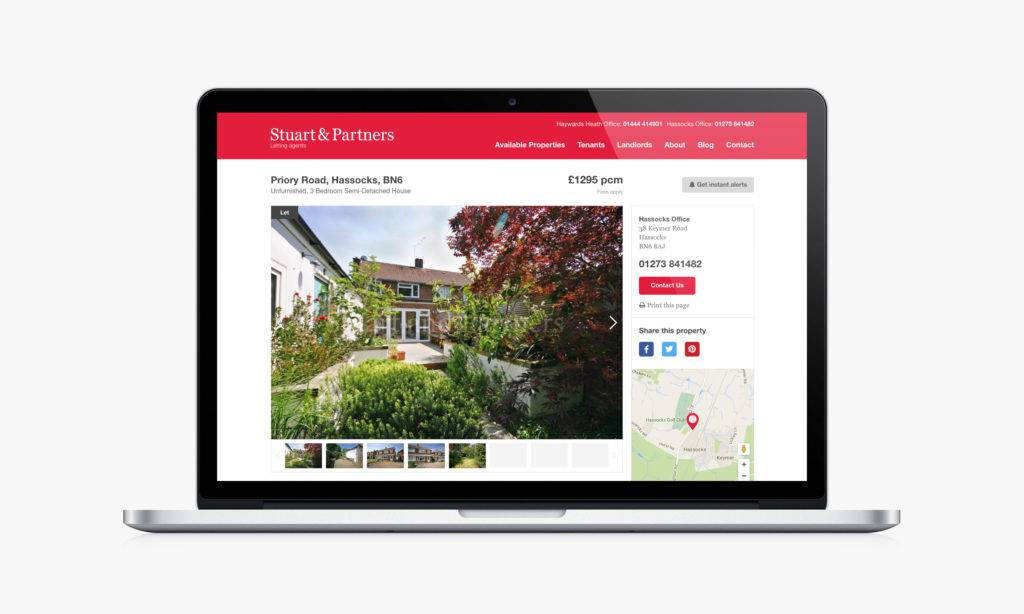 Haywards Heath Office: 01444 414931 Hassocks Office: 01273 841482
Stuart & Partners
Letting agents
Available Properties Tenants Landlords About Blog Contact
Priory Road, Hassocks, BN6
£1295 pcm
Unfurnished, 3 Bedroom Semi-Detached House
Fees apply
Get instant alerts
Let
Hassocks Office
38 Keymer Road
Hassocks
BN6 8AJ
01273 841482
Contact Us
Print this page
Share this property
Hassocks Golf Club
Hassocks
Keymer